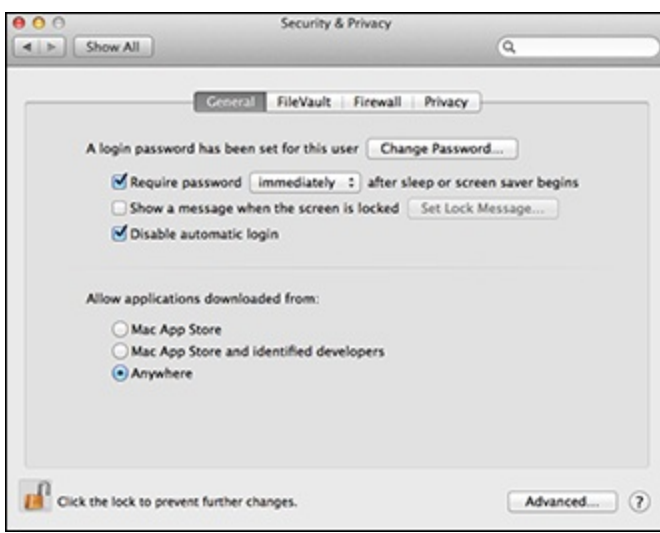 Security & Privacy
Show All
General FileVault Firewall Privacy
A login password has been set for this user Change Password...
Require password immediately after sleep or screen saver begins
Show a message when the screen is locked Set Lock Message...
Disable automatic login
Allow applications downloaded from:
Mac App Store
Mac App Store and identified developers
Anywhere
Click the lock to prevent further changes.
Advanced... ?